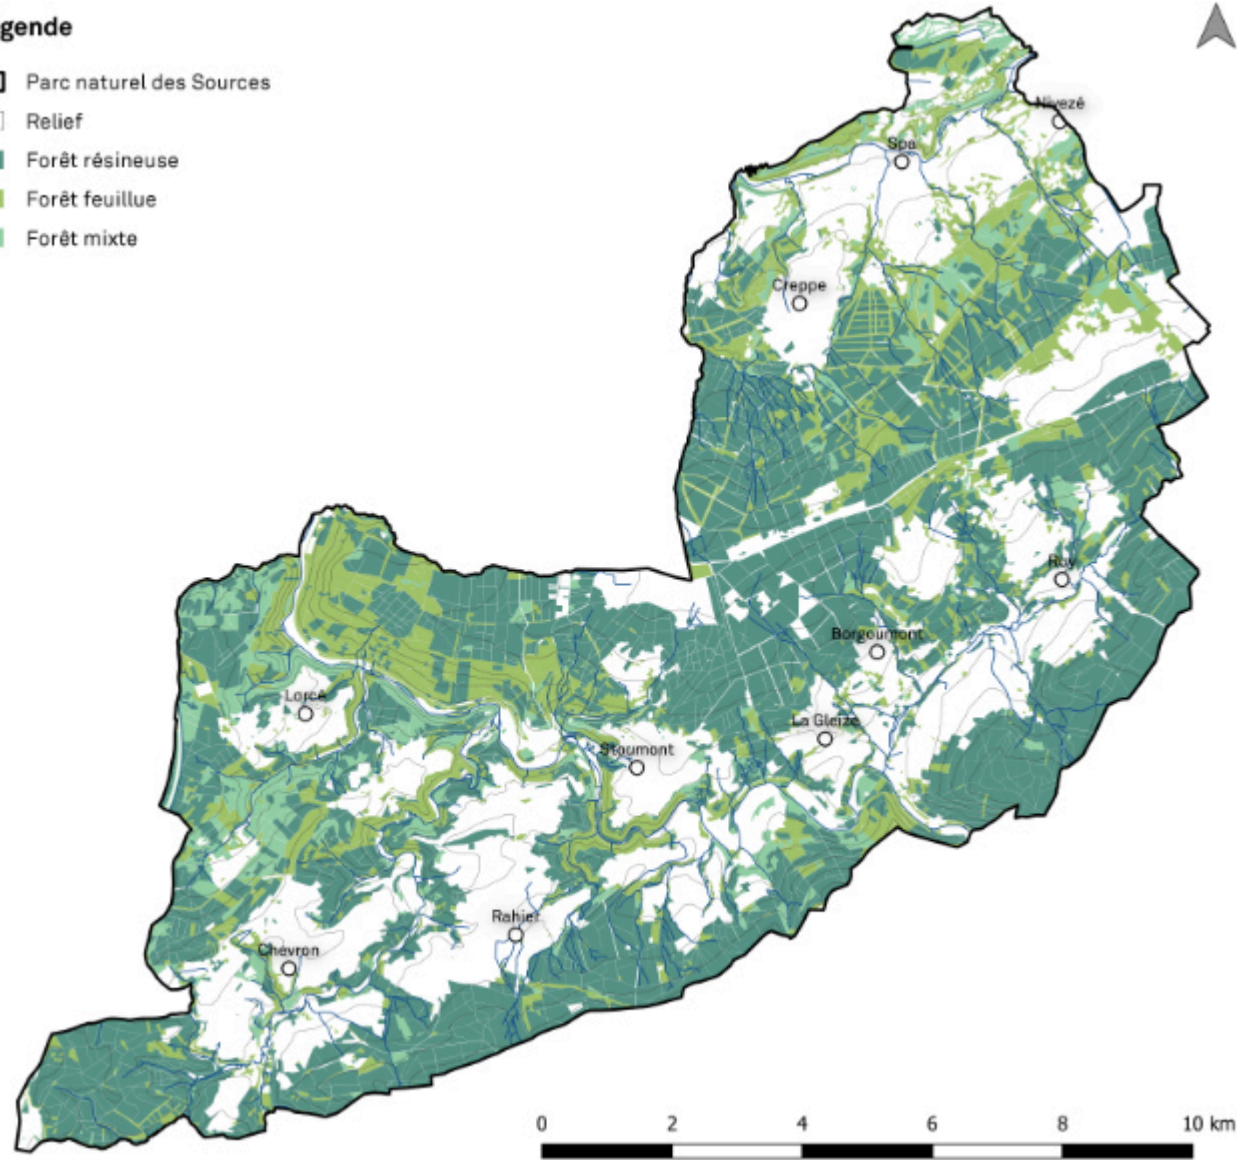 gende
Parc naturel des Sources
Relief
Forêt résineuse
Forêt feuillue
Forêt mixte
Nivezé
Spa
Creppe
Ruy
Borgoumont
Lorcé
La Gleize
Stoumont
Rahier
Chevron
0 2 4 6 8 10 km